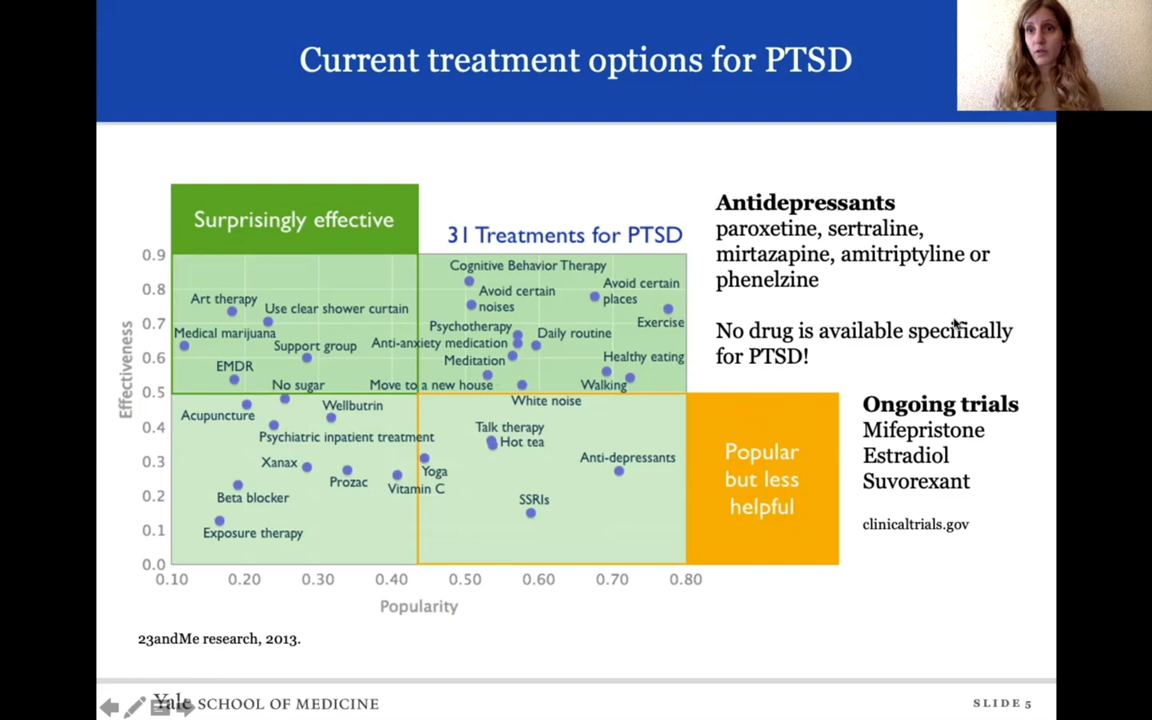 Current treatment options for PTSD
Surprisingly effective
31 Treatments for PTSD
Effectiveness
0.9
0.8
0.7
0.6
0.5
0.4
0.3
0.2
0.1
0.0
Cognitive Behavior Therapy
Avoid certain
noises
Avoid certain
places
Exercise
Art therapy
Use clear shower curtain
Medical marijuana
Support group
EMDR
No sugar
Psychotherapy
Daily routine
Anti-anxiety medication
Meditation
Healthy eating
Move to a new house
Walking
White noise
Acupuncture
Wellbutrin
Psychiatric inpatient treatment
Talk therapy
Hot tea
Xanax
Prozac
Yoga
Vitamin C
Anti-depressants
Beta blocker
SSRIs
Exposure therapy
Popular
but less
helpful
0.10 0.20 0.30 0.40 0.50 0.60 0.70 0.80
Popularity
Antidepressants
paroxetine, sertraline,
mirtazapine, amitriptyline or
phenelzine
No drug is available specifically
for PTSD!
Ongoing trials
Mifepristone
Estradiol
Suvorexant
clinicaltrials.gov
23andMe research, 2013.
Yale SCHOOL OF MEDICINE
SLIDE 5